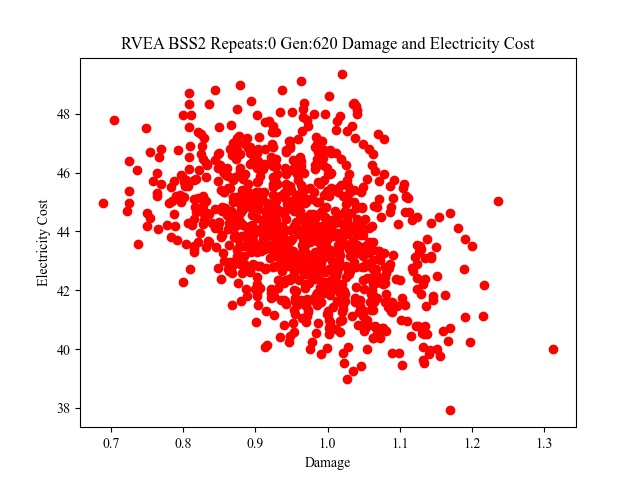 RVEA BSS2 Repeats:0 Gen:620 Damage and Electricity Cost
48
46
44
42
40
38
Electricity Cost
0.7 0.8 0.9 1.0 1.1 1.2 1.3
Damage